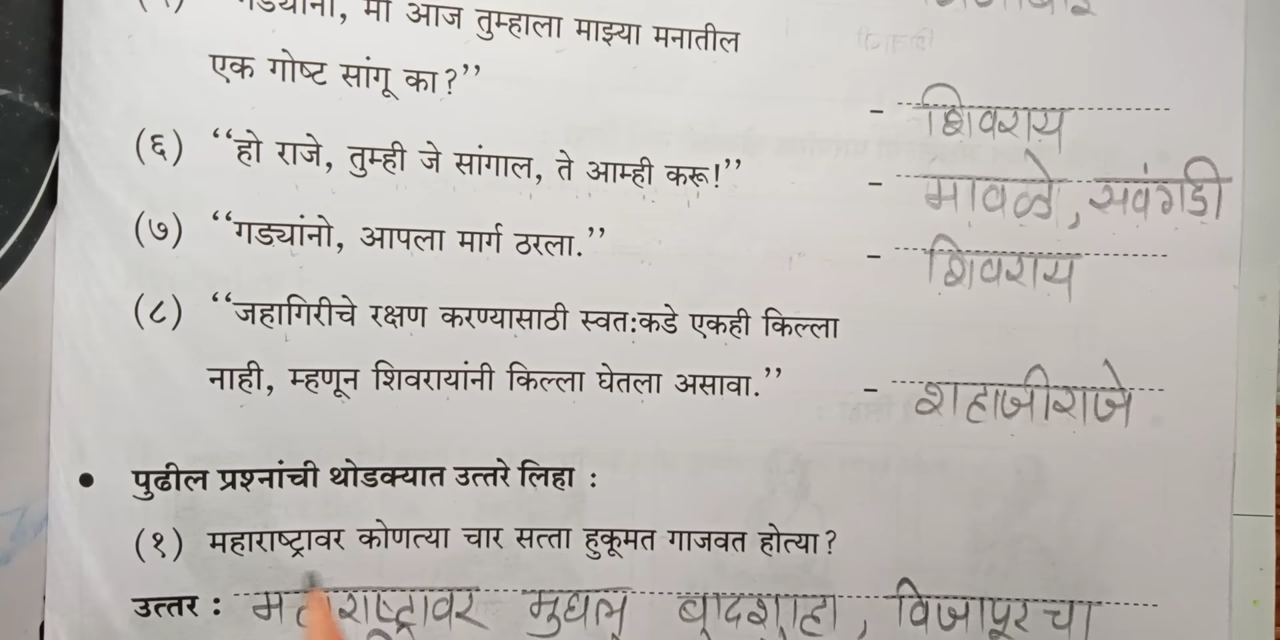 गड्यांनो, मी आज तुम्हाला माझ्या मनातील
एक गोष्ट सांगू का?” - शिवराय
(६) “हो राजे, तुम्ही जे सांगाल, ते आम्ही करू!” - मावळे, सवंगडी
(७) “गड्यांनो, आपला मार्ग ठरला.” - शिवराय
(८) “जहागिरीचे रक्षण करण्यासाठी स्वतःकडे एकही किल्ला
नाही, म्हणून शिवरायांनी किल्ला घेतला असावा.” - शहाजीराजे
• पुढील प्रश्नांची थोडक्यात उत्तरे लिहा :
(१) महाराष्ट्रावर कोणत्या चार सत्ता हुकूमत गाजवत होत्या?
उत्तर : महाराष्ट्रावर मुघल बादशाहा, विजापूरचा